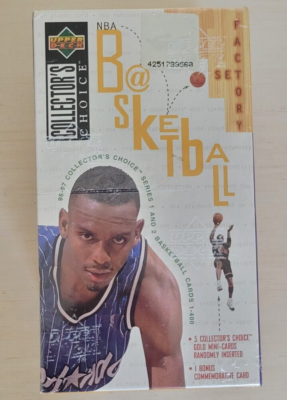 UPPER DECK
COLLECTOR'S CHOICE
NBA
B@SKETBALL
FACTORY
SET
4251789560
96-97 COLLECTOR'S CHOICE SERIES 1 AND 2 BASKETBALL CARDS 1-400
• 5 COLLECTOR'S CHOICE
GOLD MINI-CARDS
RANDOMLY INSERTED
• 1 BONUS
COMMEMORATIVE CARD